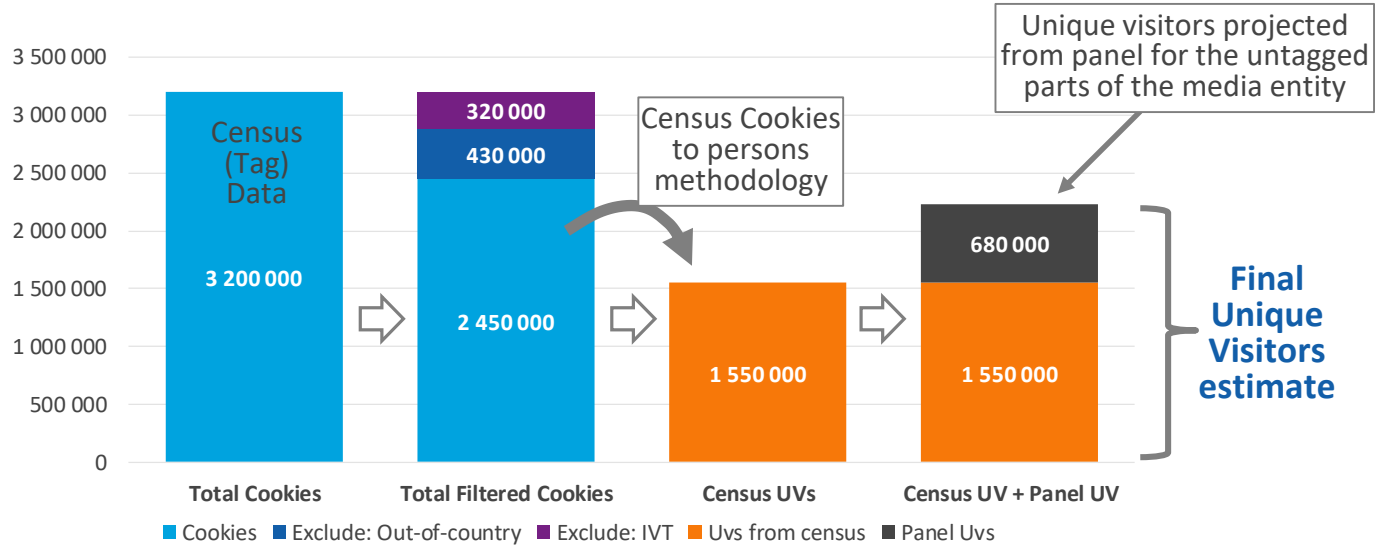 Unique visitors projected
from panel for the untagged
parts of the media entity
3 500 000
3 000 000
2 500 000
2 000 000
1 500 000
1 000 000
500 000
0
Census
(Tag)
Data
3 200 000
320 000
430 000
2 450 000
Census Cookies
to persons
methodology
1 550 000
680 000
1 550 000
Final
Unique
Visitors
estimate
Total Cookies
Total Filtered Cookies
Census UVs
Census UV + Panel UV
Cookies
Exclude: Out-of-country
Exclude: IVT
Uvs from census
Panel Uvs